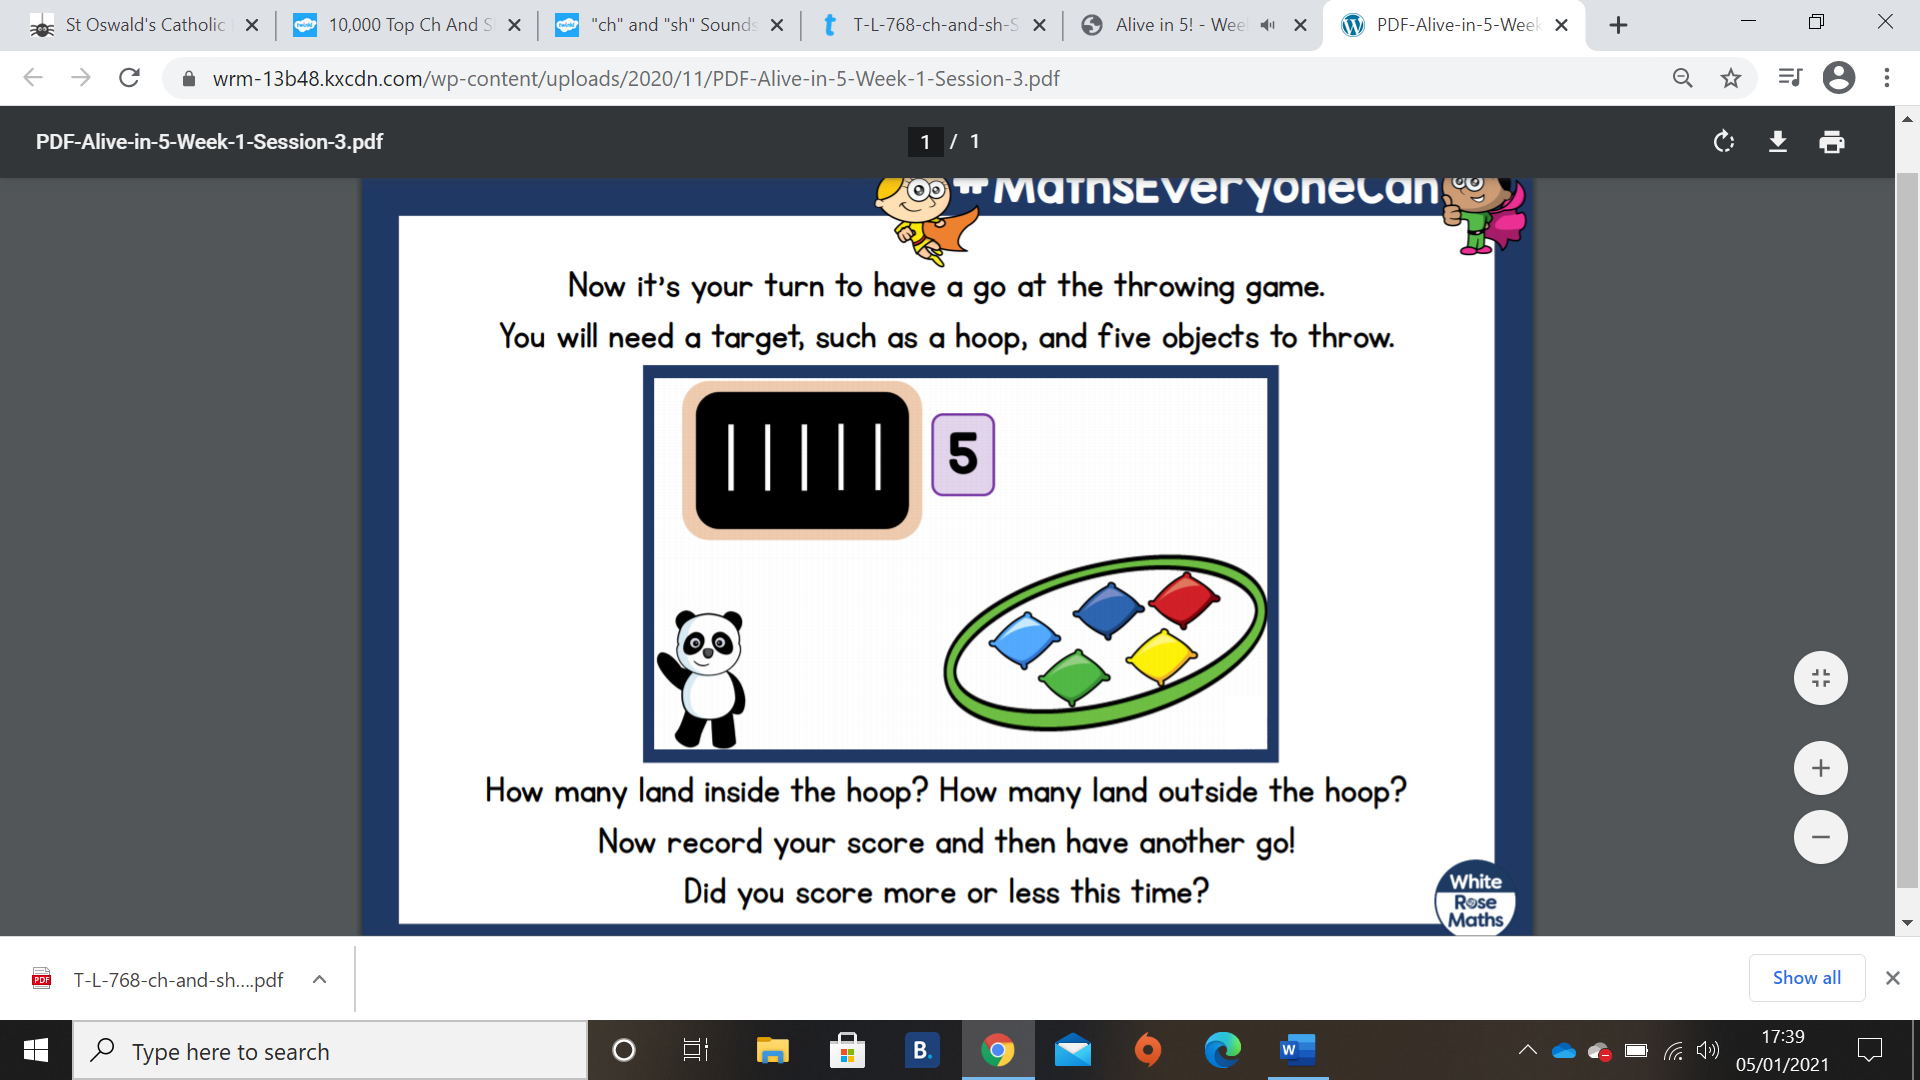 St Oswald's Catholic
10,000 Top Ch And S
"ch" and "sh" Sounds
T-L-768-ch-and-sh-S
Alive in 5! - Wee
PDF-Alive-in-5-Week
wrm-13b48.kxcdn.com/wp-content/uploads/2020/11/PDF-Alive-in-5-Week-1-Session-3.pdf
PDF-Alive-in-5-Week-1-Session-3.pdf
1 / 1
#MathsEveryoneCan
Now it's your turn to have a go at the throwing game.
You will need a target, such as a hoop, and five objects to throw.
5
How many land inside the hoop? How many land outside the hoop?
Now record your score and then have another go!
Did you score more or less this time?
White
Rose
Maths
T-L-768-ch-and-sh....pdf
Show all
Type here to search
B.
W
17:39
05/01/2021